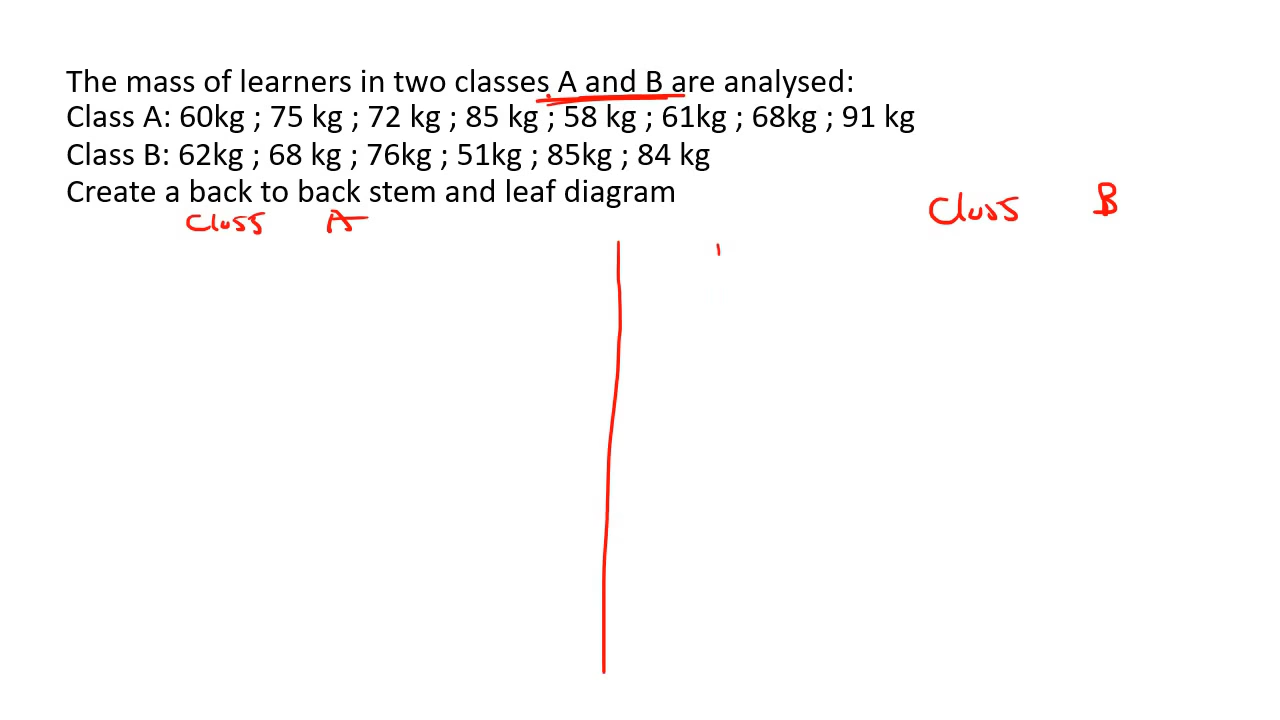 The mass of learners in two classes A and B are analysed:
Class A: 60kg ; 75 kg ; 72 kg ; 85 kg ; 58 kg ; 61kg ; 68kg ; 91 kg
Class B: 62kg ; 68 kg ; 76kg ; 51kg ; 85kg ; 84 kg
Create a back to back stem and leaf diagram
Class A
Class B